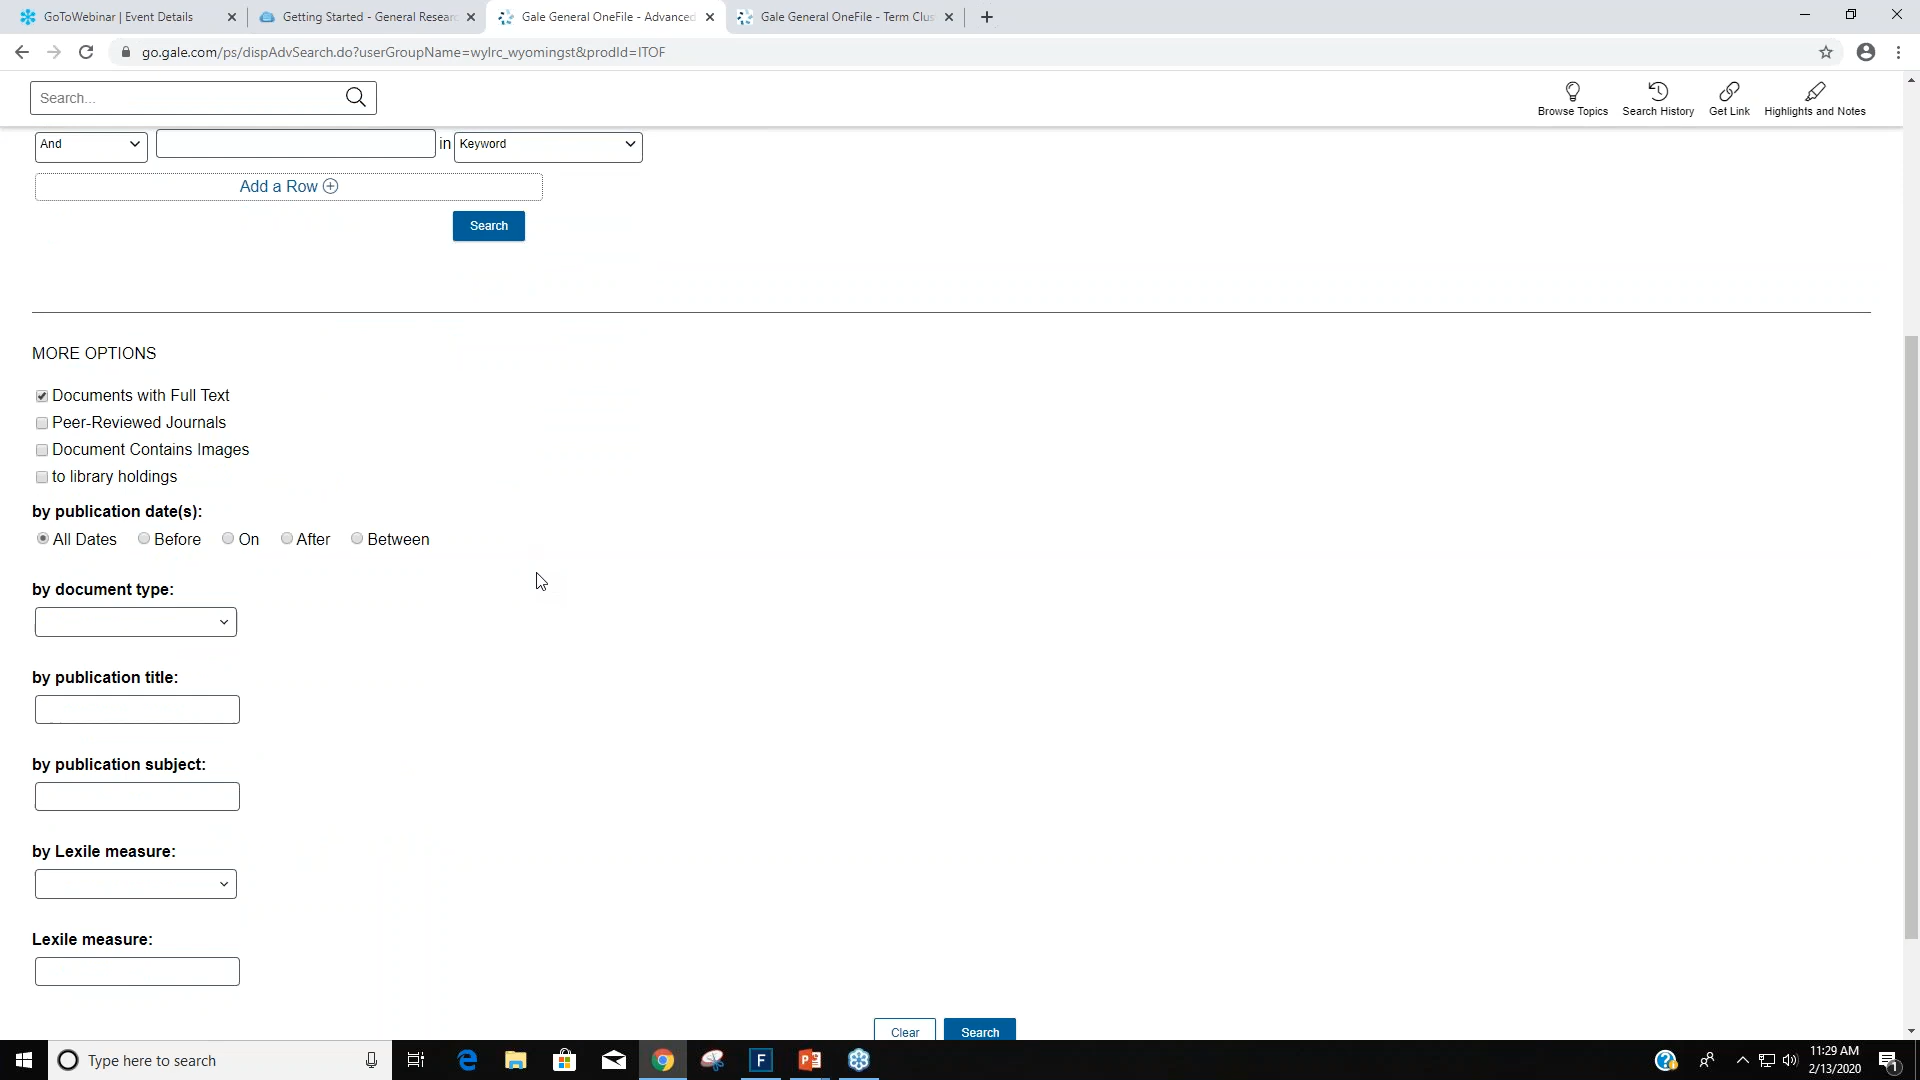 GoToWebinar | Event Details
Getting Started - General Researc
Gale General OneFile - Advanced
Gale General OneFile - Term Clus
go.gale.com/ps/dispAdvSearch.do?userGroupName=wylrc_wyomingst&prodId=ITOF
Search...
Browse Topics
Search History
Get Link
Highlights and Notes
And
in
Keyword
Add a Row
Search
MORE OPTIONS
Documents with Full Text
Peer-Reviewed Journals
Document Contains Images
to library holdings
by publication date(s):
All Dates Before On After Between
by document type:
by publication title:
by publication subject:
by Lexile measure:
Lexile measure:
Clear
Search
Type here to search
11:29 AM
2/13/2020
1